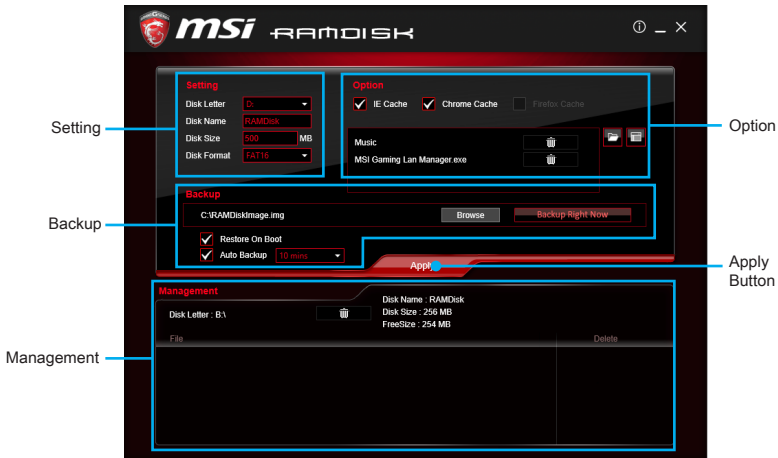 msi RAMDISK
Setting
Disk Letter D:
Disk Name RAMDisk
Disk Size 500 MB
Disk Format FAT16
Option
IE Cache Chrome Cache Firefox Cache
Music
MSI Gaming Lan Manager.exe
Backup
C:\RAMDiskImage.img Browse Backup Right Now
Restore On Boot
Auto Backup 10 mins
Apply
Management
Disk Letter : B:\
Disk Name : RAMDisk
Disk Size : 256 MB
FreeSize : 254 MB
File Delete
Setting
Backup
Management
Option
Apply
Button